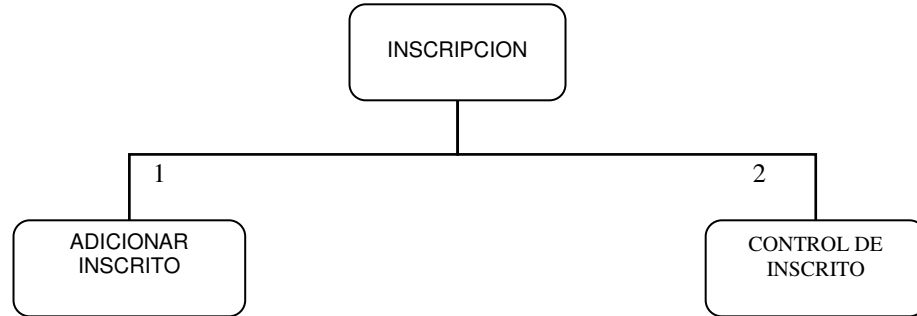 INSCRIPCION
1
2
ADICIONAR
INSCRITO
CONTROL DE
INSCRITO